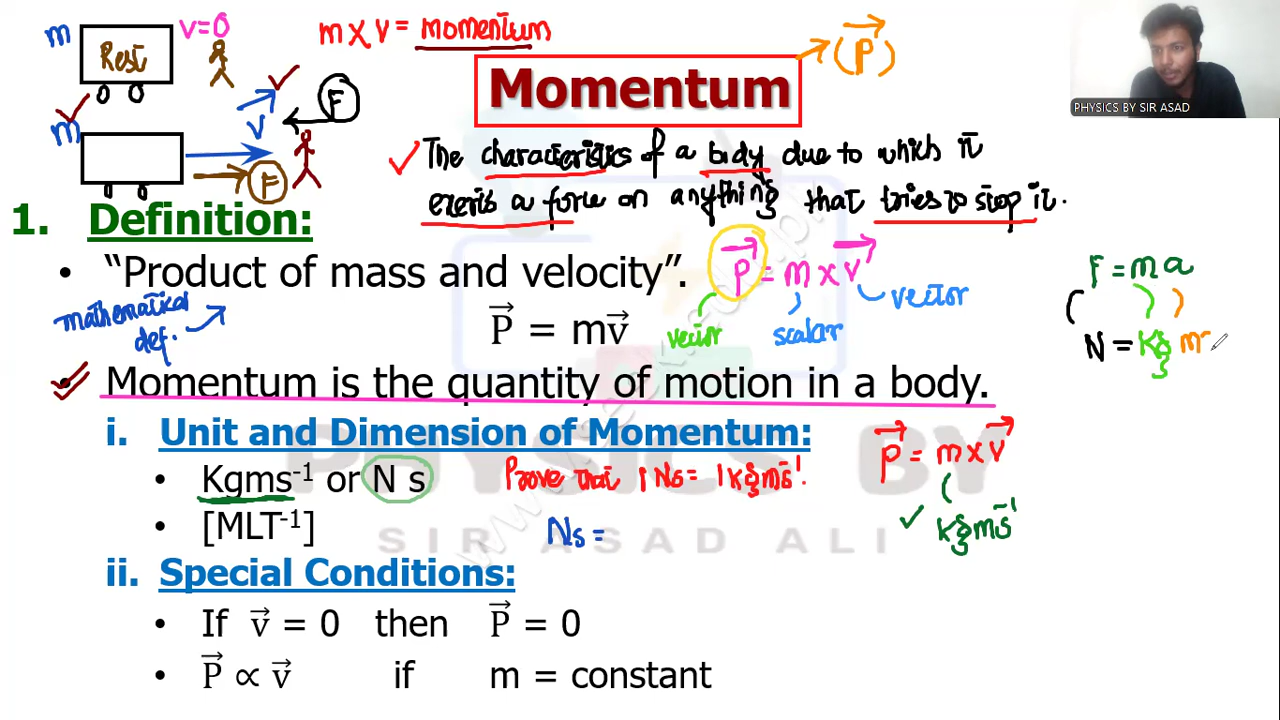 m v=0 m x v = momentum
Rest
(P)
Momentum
PHYSICS BY SIR ASAD
F
m v
F
The characteristics of a body due to which it
exerts a force on anything that tries to stop it.
1. Definition:
• “Product of mass and velocity”.
P = m x v
F = m a
mathematical def.
vector scalar vector
P = mv
N = kg m
• Momentum is the quantity of motion in a body.
i. Unit and Dimension of Momentum:
P = m x v
• Kgms-1 or N s
Prove that 1 Ns = 1 kgms-1.
kgms-1
• [MLT-1]
Ns =
PHYSICS BY
SIR ASAD ALI
ii. Special Conditions:
• If v = 0 then P = 0
• P ∝ v if m = constant